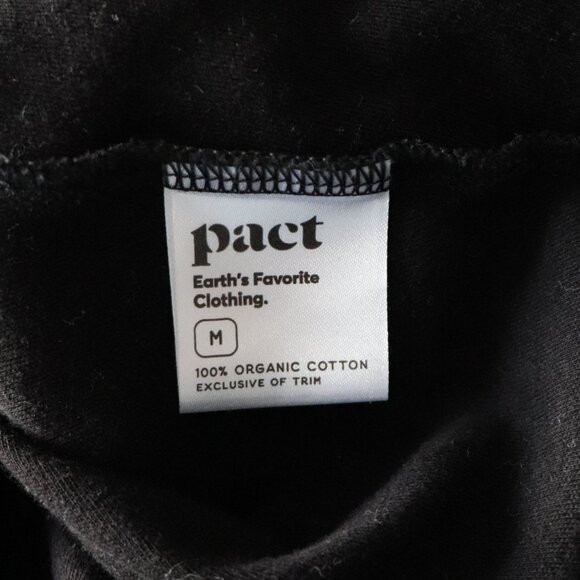 pact
Earth's Favorite
Clothing.
M
100% ORGANIC COTTON
EXCLUSIVE OF TRIM